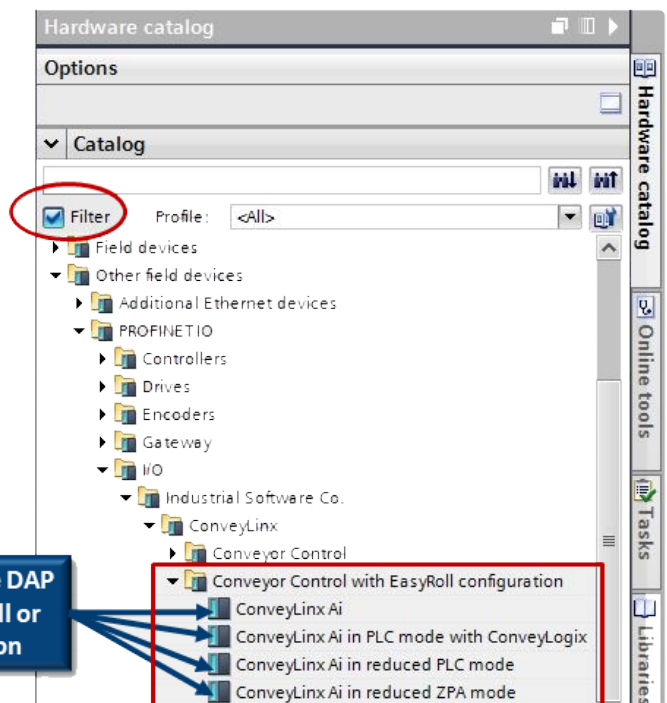 Hardware catalog
Options
Catalog
Filter
Profile: <All>
Field devices
Other field devices
Additional Ethernet devices
PROFINET IO
Controllers
Drives
Encoders
Gateway
I/O
Industrial Software Co.
ConveyLinx
Conveyor Control
Conveyor Control with EasyRoll configuration
ConveyLinx Ai
ConveyLinx Ai in PLC mode with ConveyLogix
ConveyLinx Ai in reduced PLC mode
ConveyLinx Ai in reduced ZPA mode
DAP
or
Hardware catalog
Online tools
Tasks
Libraries